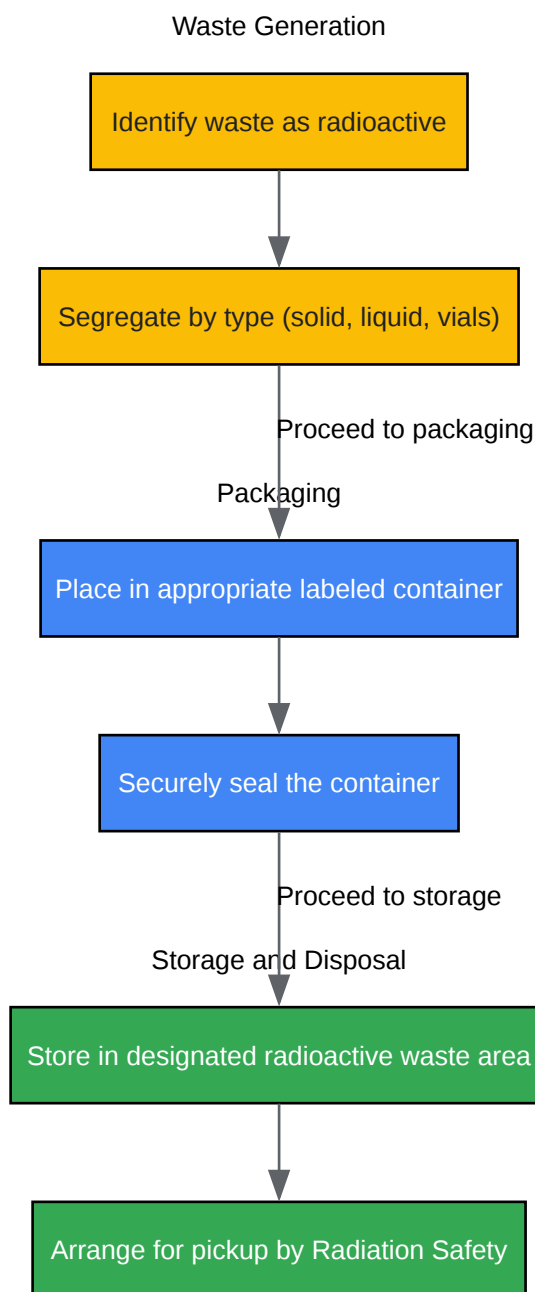 Waste Generation
Identify waste as radioactive
Segregate by type (solid, liquid, vials)
Proceed to packaging
Packaging
Place in appropriate labeled container
Securely seal the container
Proceed to storage
Storage and Disposal
Store in designated radioactive waste area
Arrange for pickup by Radiation Safety